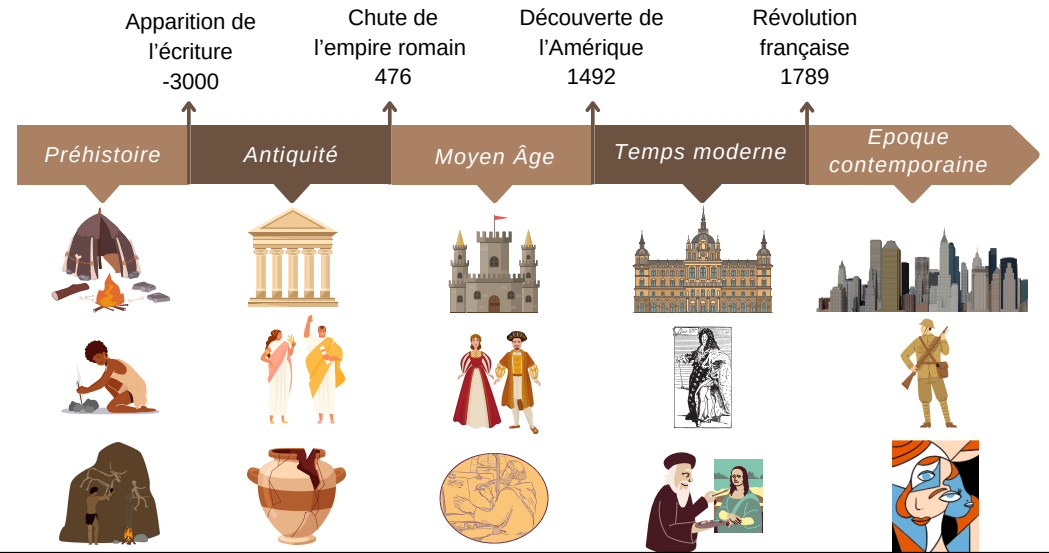 Apparition de
l'écriture
-3000
Chute de
l'empire romain
476
Découverte de
l'Amérique
1492
Révolution
française
1789
Préhistoire
Antiquité
Moyen Âge
Temps moderne
Epoque
contemporaine